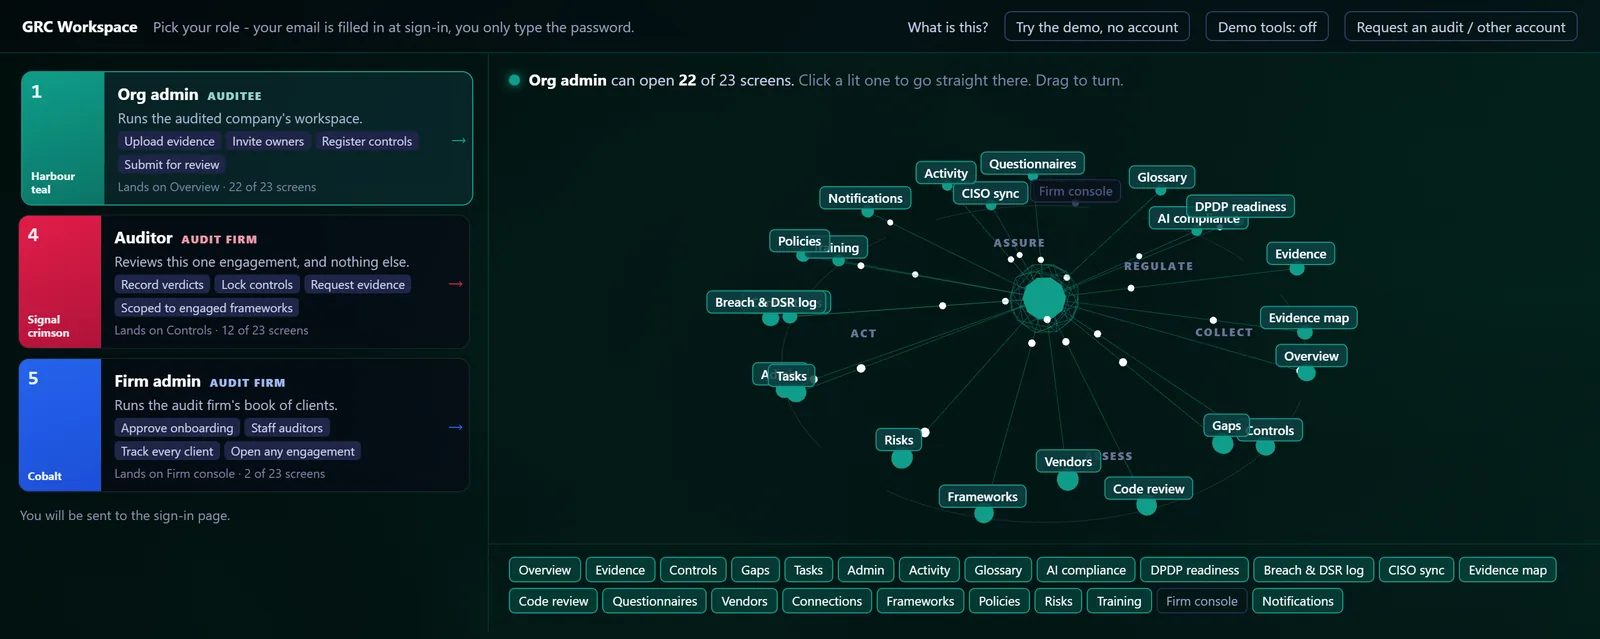 GRC Workspace
Pick your role - your email is filled in at sign-in, you only type the password.
What is this?
Try the demo, no account
Demo tools: off
Request an audit / other account
1
Harbour
teal
Org admin AUDITEE
Runs the audited company's workspace.
Upload evidence
Invite owners
Register controls
Submit for review
Lands on Overview · 22 of 23 screens
→
4
Signal
crimson
Auditor AUDIT FIRM
Reviews this one engagement, and nothing else.
Record verdicts
Lock controls
Request evidence
Scoped to engaged frameworks
Lands on Controls · 12 of 23 screens
→
5
Cobalt
Firm admin AUDIT FIRM
Runs the audit firm's book of clients.
Approve onboarding
Staff auditors
Track every client
Open any engagement
Lands on Firm console · 2 of 23 screens
→
You will be sent to the sign-in page.
Org admin can open 22 of 23 screens. Click a lit one to go straight there. Drag to turn.
Questionnaires
Activity
Glossary
CISO sync
Firm console
Notifications
DPDP readiness
AI compliance
Policies
ASSURE
Evidence
REGULATE
Breach & DSR log
Evidence map
ACT
COLLECT
Overview
Tasks
Gaps
Controls
Risks
Vendors
Code review
Frameworks
Overview
Evidence
Controls
Gaps
Tasks
Admin
Activity
Glossary
AI compliance
DPDP readiness
Breach & DSR log
CISO sync
Evidence map
Code review
Questionnaires
Vendors
Connections
Frameworks
Policies
Risks
Training
Firm console
Notifications